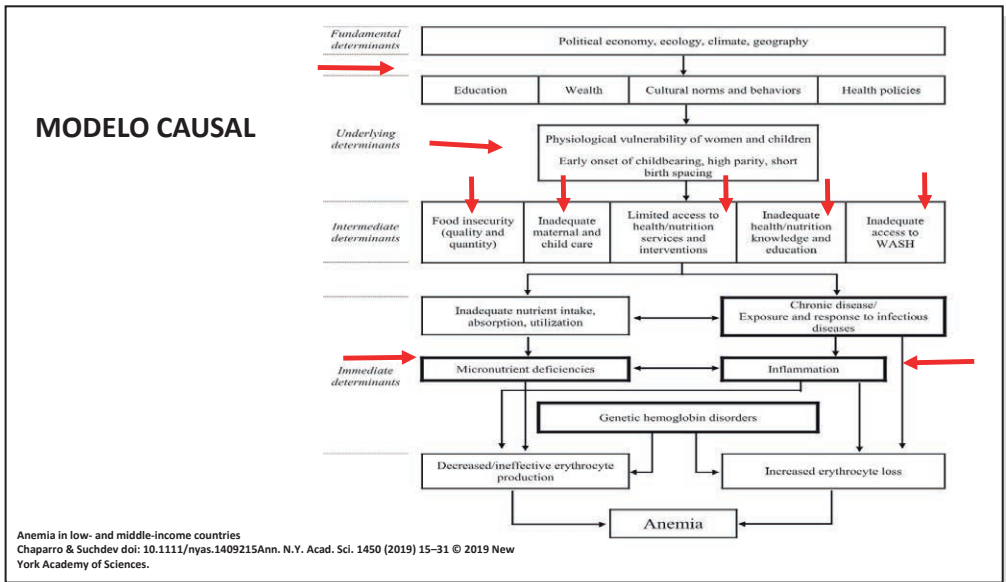 Fundamental
determinants
Political economy, ecology, climate, geography
Education
Wealth
Cultural norms and behaviors
Health policies
MODELO CAUSAL
Underlying
determinants
Physiological vulnerability of women and children
Early onset of childbearing, high parity, short
birth spacing
Intermediate
determinants
Food insecurity
(quality and
quantity)
Inadequate
maternal and
child care
Limited access to
health/nutrition
services and
interventions
Inadequate
health/nutrition
knowledge and
education
Inadequate
access to
WASH
Inadequate nutrient intake,
absorption, utilization
Chronic disease/
Exposure and response to infectious
diseases
Immediate
determinants
Micronutrient deficiencies
Inflammation
Genetic hemoglobin disorders
Decreased/ineffective erythrocyte
production
Increased erythrocyte loss
Anemia
Anemia in low- and middle-income countries
Chaparro & Suchdev doi: 10.1111/nyas.1409215Ann. N.Y. Acad. Sci. 1450 (2019) 15–31 © 2019 New
York Academy of Sciences.